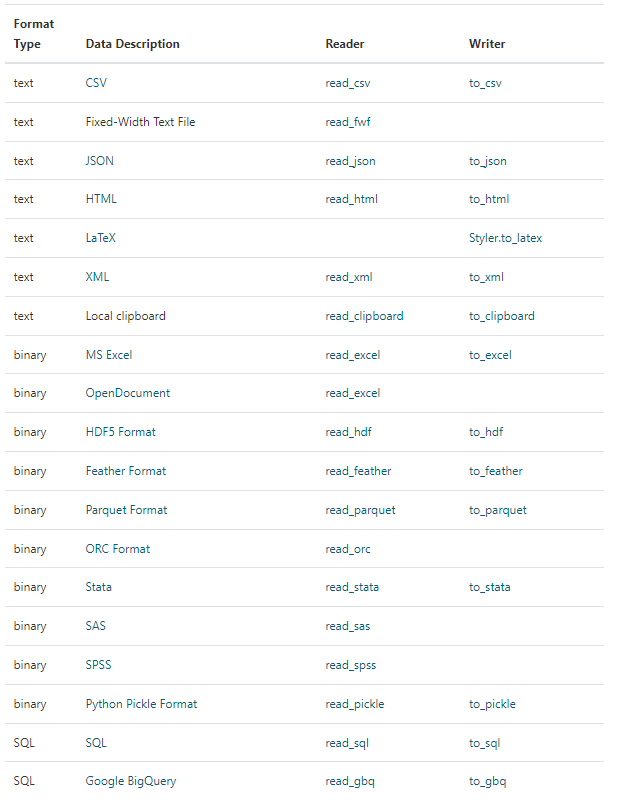 Format
Type Data Description Reader Writer
text CSV read_csv to_csv
text Fixed-Width Text File read_fwf
text JSON read_json to_json
text HTML read_html to_html
text LaTeX Styler.to_latex
text XML read_xml to_xml
text Local clipboard read_clipboard to_clipboard
binary MS Excel read_excel to_excel
binary OpenDocument read_excel
binary HDF5 Format read_hdf to_hdf
binary Feather Format read_feather to_feather
binary Parquet Format read_parquet to_parquet
binary ORC Format read_orc
binary Stata read_stata to_stata
binary SAS read_sas
binary SPSS read_spss
binary Python Pickle Format read_pickle to_pickle
SQL SQL read_sql to_sql
SQL Google BigQuery read_gbq to_gbq